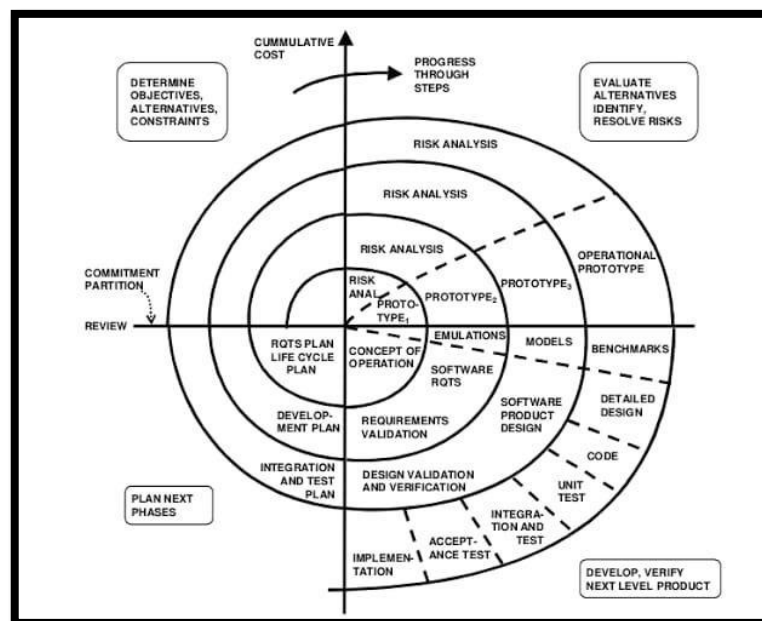 CUMMULATIVE
COST
PROGRESS
THROUGH
STEPS
DETERMINE
OBJECTIVES,
ALTERNATIVES,
CONSTRAINTS
EVALUATE
ALTERNATIVES
IDENTIFY,
RESOLVE RISKS
RISK ANALYSIS
RISK ANALYSIS
RISK ANALYSIS
RISK
ANAL
PROTO-
TYPE1
PROTOTYPE2
PROTOTYPE3
OPERATIONAL
PROTOTYPE
COMMITMENT
PARTITION
REVIEW
RQTS PLAN
LIFE CYCLE
PLAN
CONCEPT OF
OPERATION
EMULATIONS
MODELS
BENCHMARKS
SOFTWARE
RQTS
SOFTWARE
PRODUCT
DESIGN
DETAILED
DESIGN
DEVELOP-
MENT PLAN
REQUIREMENTS
VALIDATION
CODE
UNIT
TEST
INTEGRATION
AND TEST
PLAN
DESIGN VALIDATION
AND VERIFICATION
INTEGRA-
TION AND
TEST
ACCEPT-
ANCE TEST
IMPLEMEN-
TATION
PLAN NEXT
PHASES
DEVELOP, VERIFY
NEXT LEVEL PRODUCT